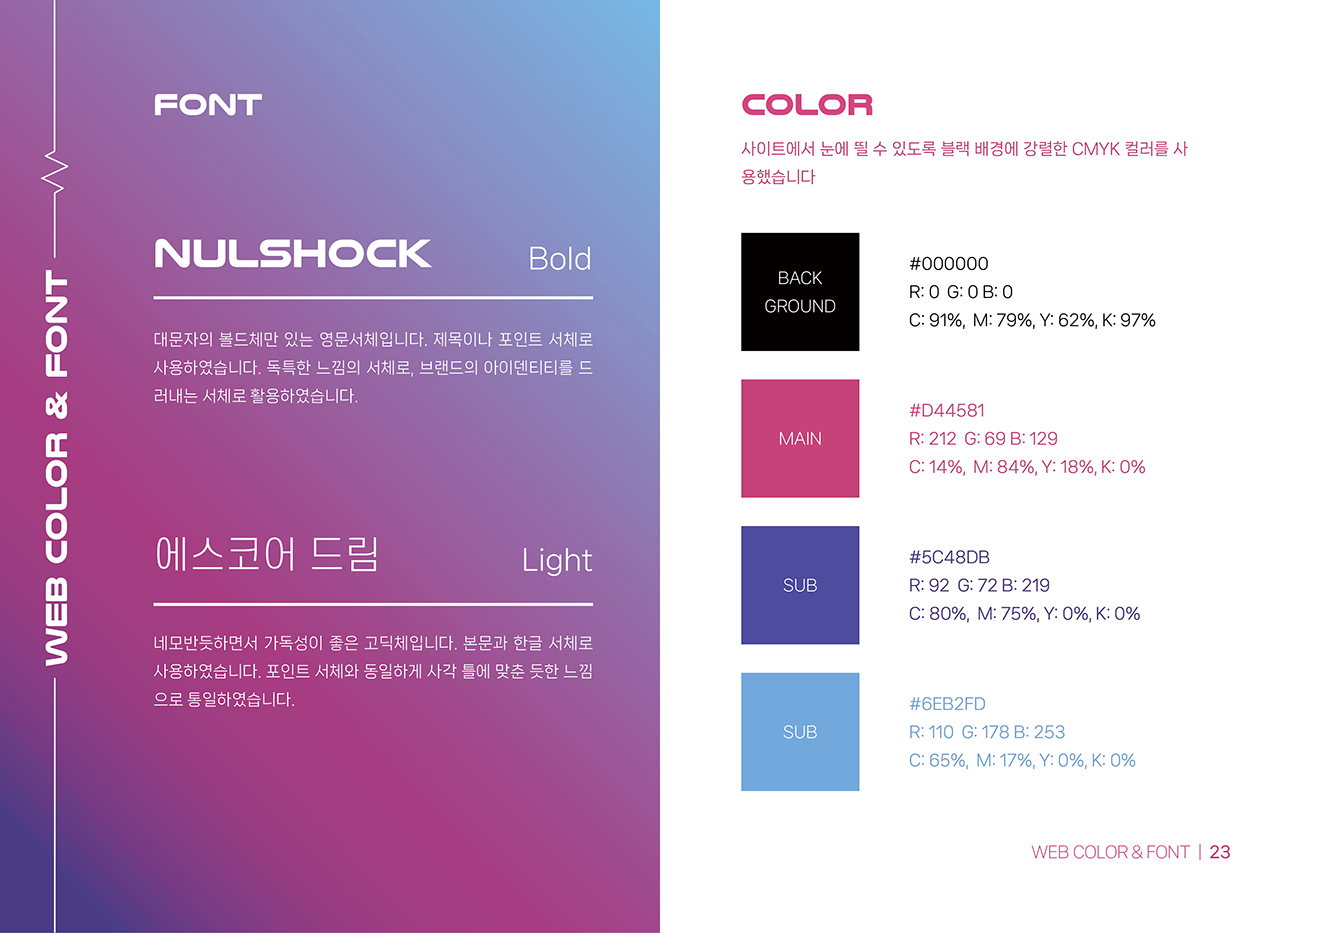 WEB COLOR & FONT
FONT
NULSHOCK
Bold
대문자의 볼드체만 있는 영문서체입니다. 제목이나 포인트 서체로
사용하였습니다. 독특한 느낌의 서체로, 브랜드의 아이덴티티를 드
러내는 서체로 활용하였습니다.
에스코어 드림
Light
네모반듯하면서 가독성이 좋은 고딕체입니다. 본문과 한글 서체로
사용하였습니다. 포인트 서체와 동일하게 사각 틀에 맞춘 듯한 느낌
으로 통일하였습니다.
COLOR
사이트에서 눈에 띌 수 있도록 블랙 배경에 강렬한 CMYK 컬러를 사
용했습니다
BACK
GROUND
#000000
R: 0 G: 0 B: 0
C: 91%, M: 79%, Y: 62%, K: 97%
MAIN
#D44581
R: 212 G: 69 B: 129
C: 14%, M: 84%, Y: 18%, K: 0%
SUB
#5C48DB
R: 92 G: 72 B: 219
C: 80%, M: 75%, Y: 0%, K: 0%
SUB
#6EB2FD
R: 110 G: 178 B: 253
C: 65%, M: 17%, Y: 0%, K: 0%
WEB COLOR & FONT | 23